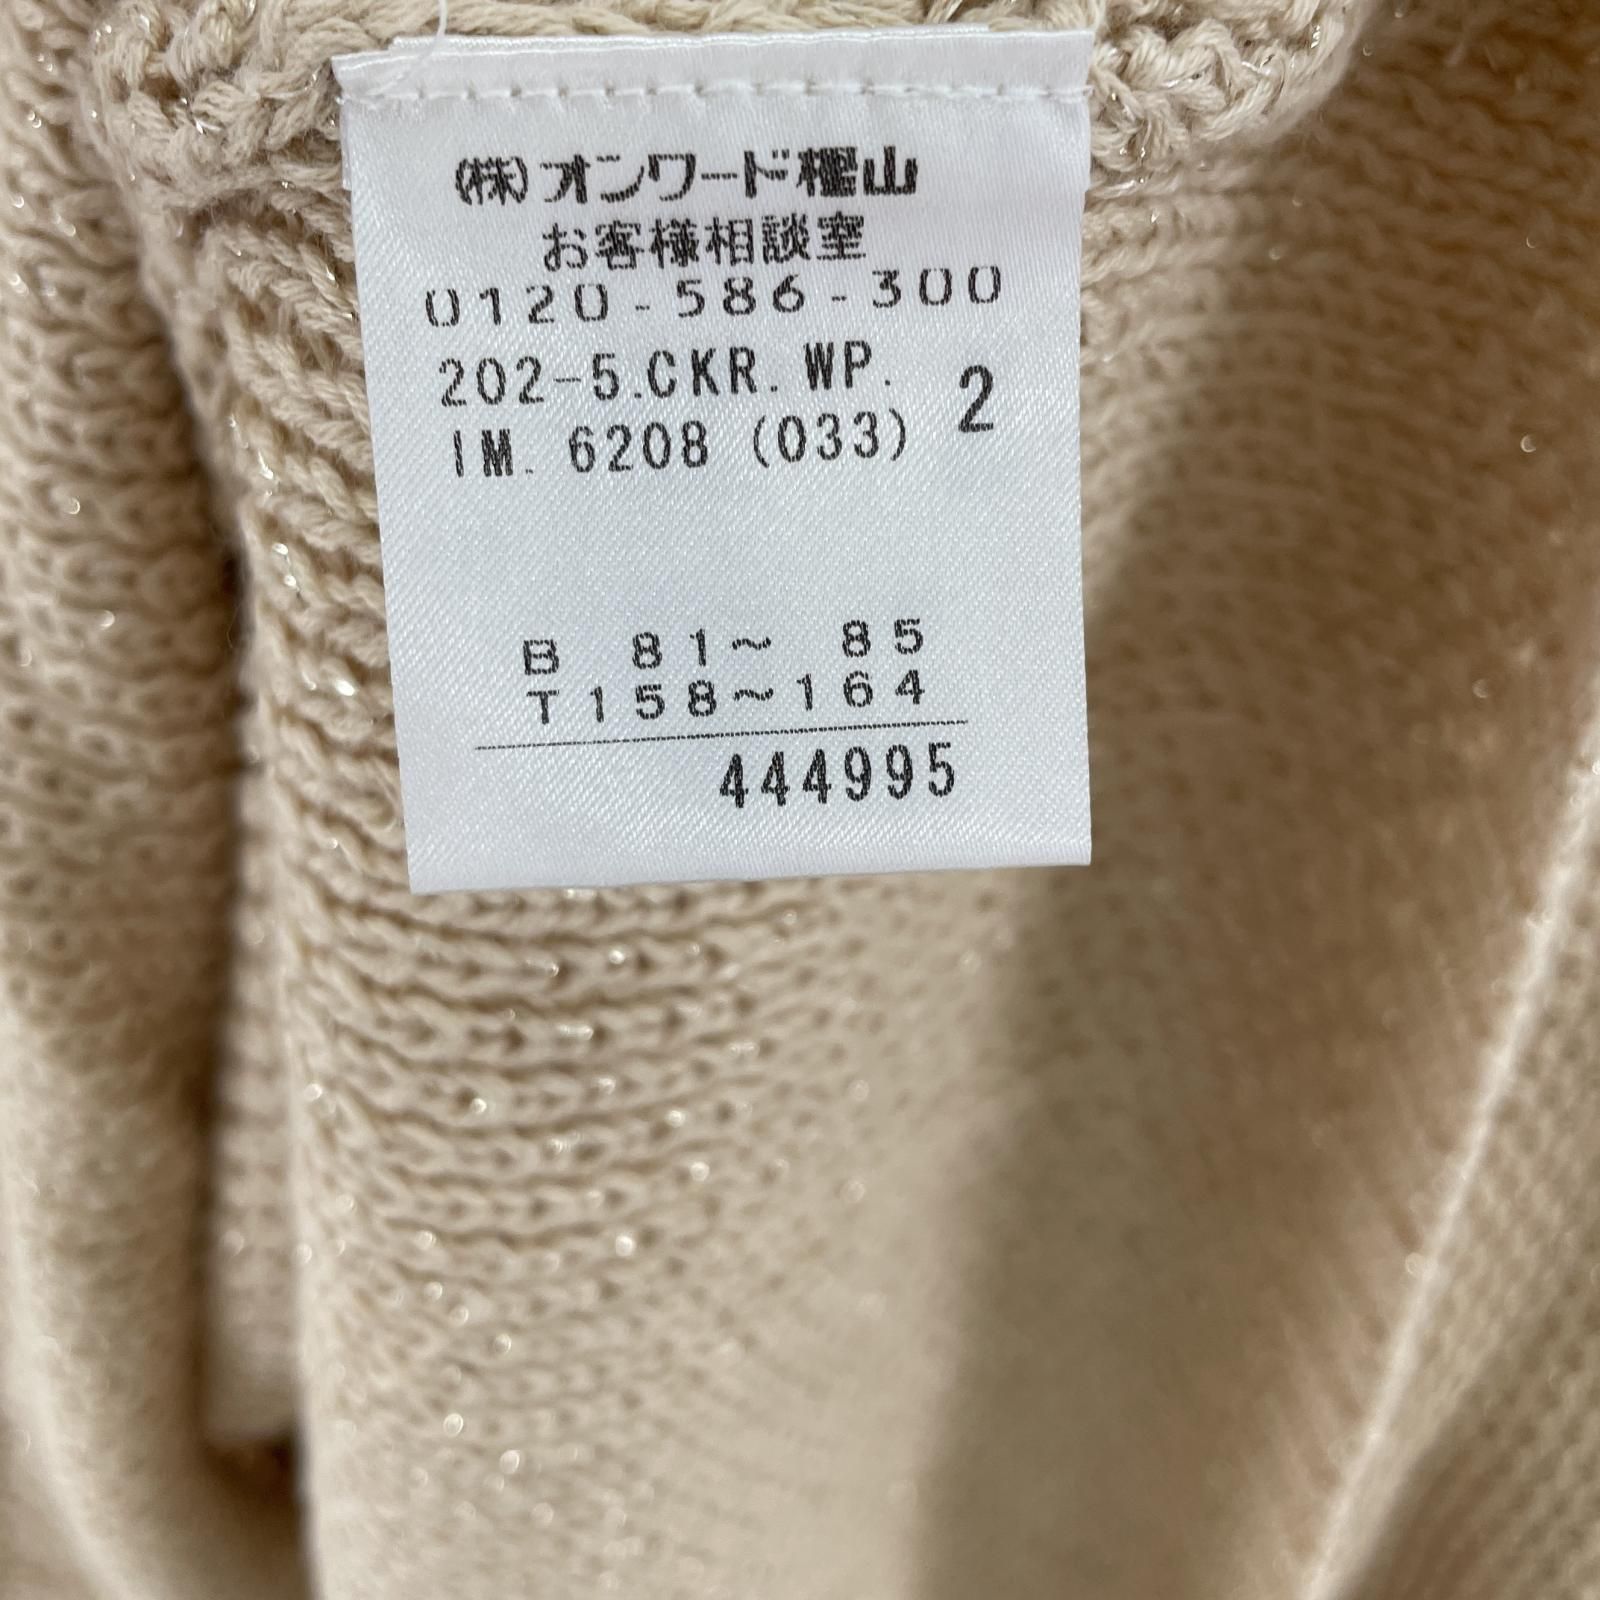 (株)オンワード樫山
お客様相談室
0120-586-300
202-5.CKR.WP.
IM. 6208 (033) 2
B 81～ 85
T158～164
444995